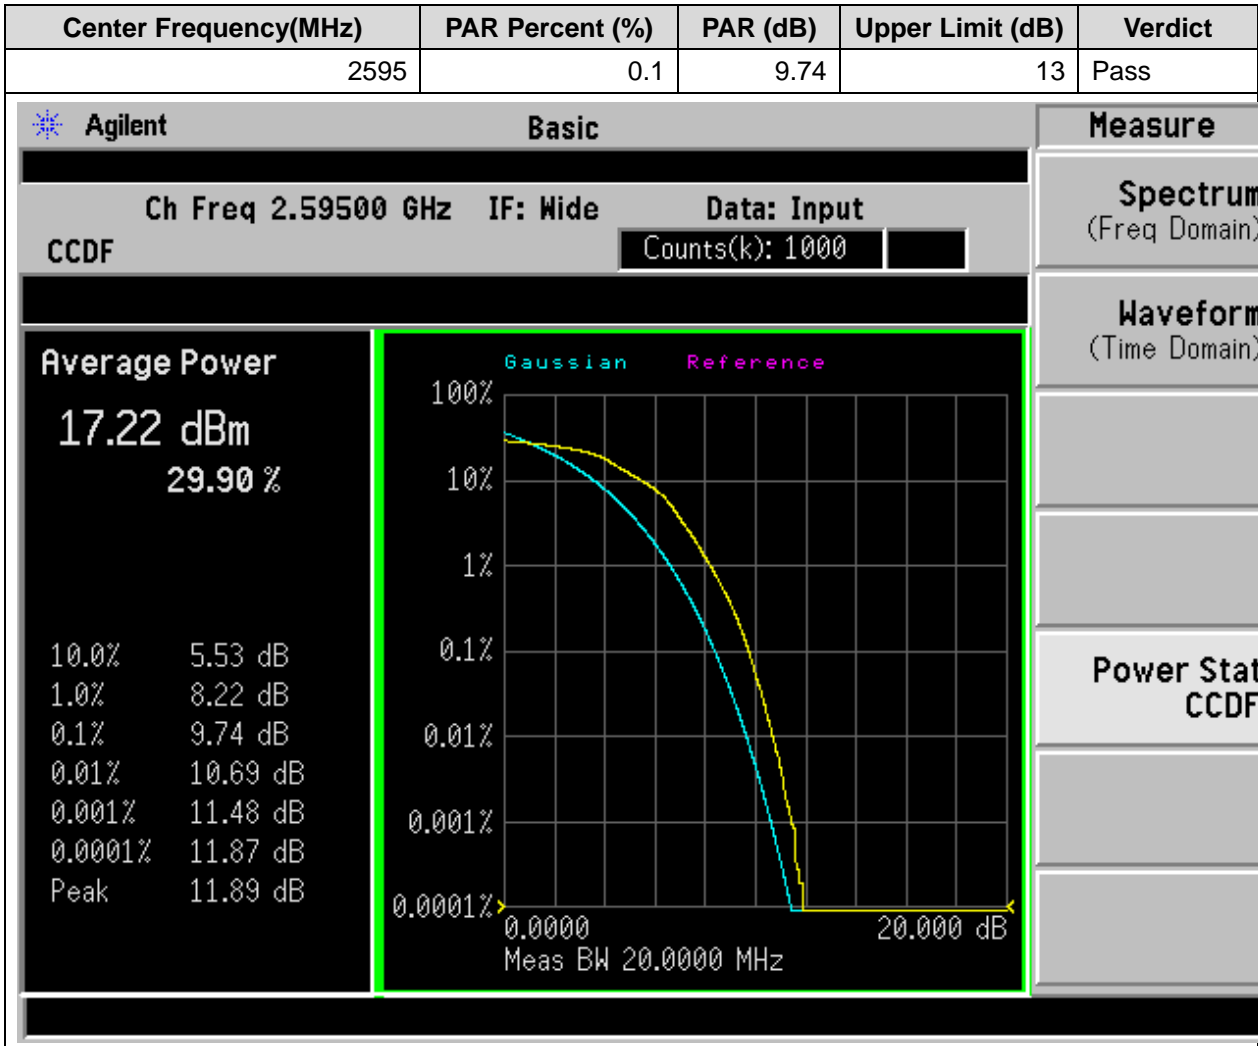 Center Frequency(MHz) PAR Percent (%) PAR (dB) Upper Limit (dB) Verdict
2595 0.1 9.74 13 Pass
Agilent Basic Measure
Ch Freq 2.59500 GHz IF: Wide Data: Input
CCDF Counts(k): 1000
Spectrum
(Freq Domain)
Waveform
(Time Domain)
Power Stat
CCDF
Average Power
17.22 dBm
29.90 %
10.0% 5.53 dB
1.0% 8.22 dB
0.1% 9.74 dB
0.01% 10.69 dB
0.001% 11.48 dB
0.0001% 11.87 dB
Peak 11.89 dB
Gaussian Reference
100%
10%
1%
0.1%
0.01%
0.001%
0.0001%
0.0000 20.000 dB
Meas BW 20.0000 MHz